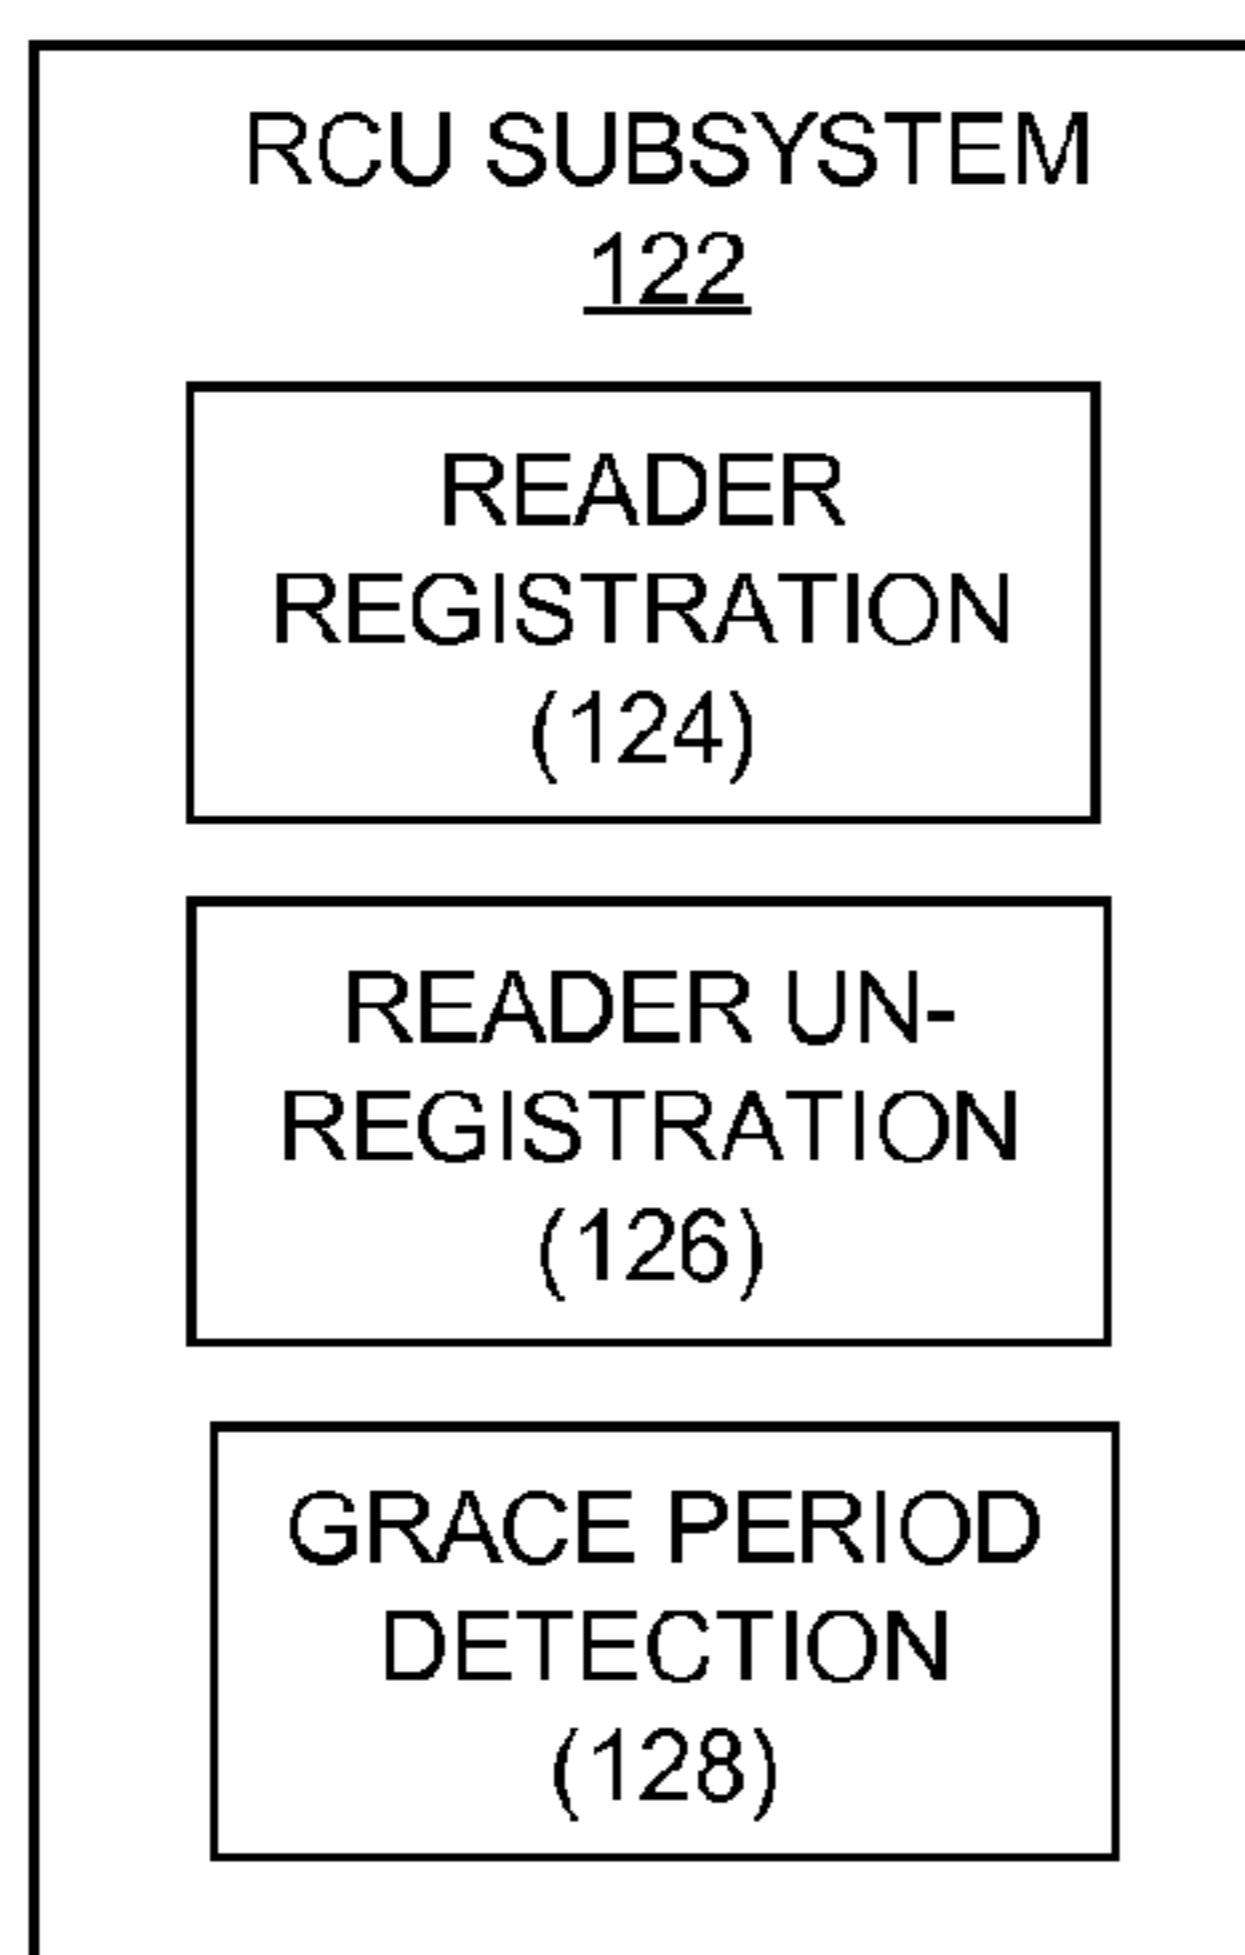 RCU SUBSYSTEM
122
READER
REGISTRATION
(124)
READER UN-
REGISTRATION
(126)
GRACE PERIOD
DETECTION
(128)